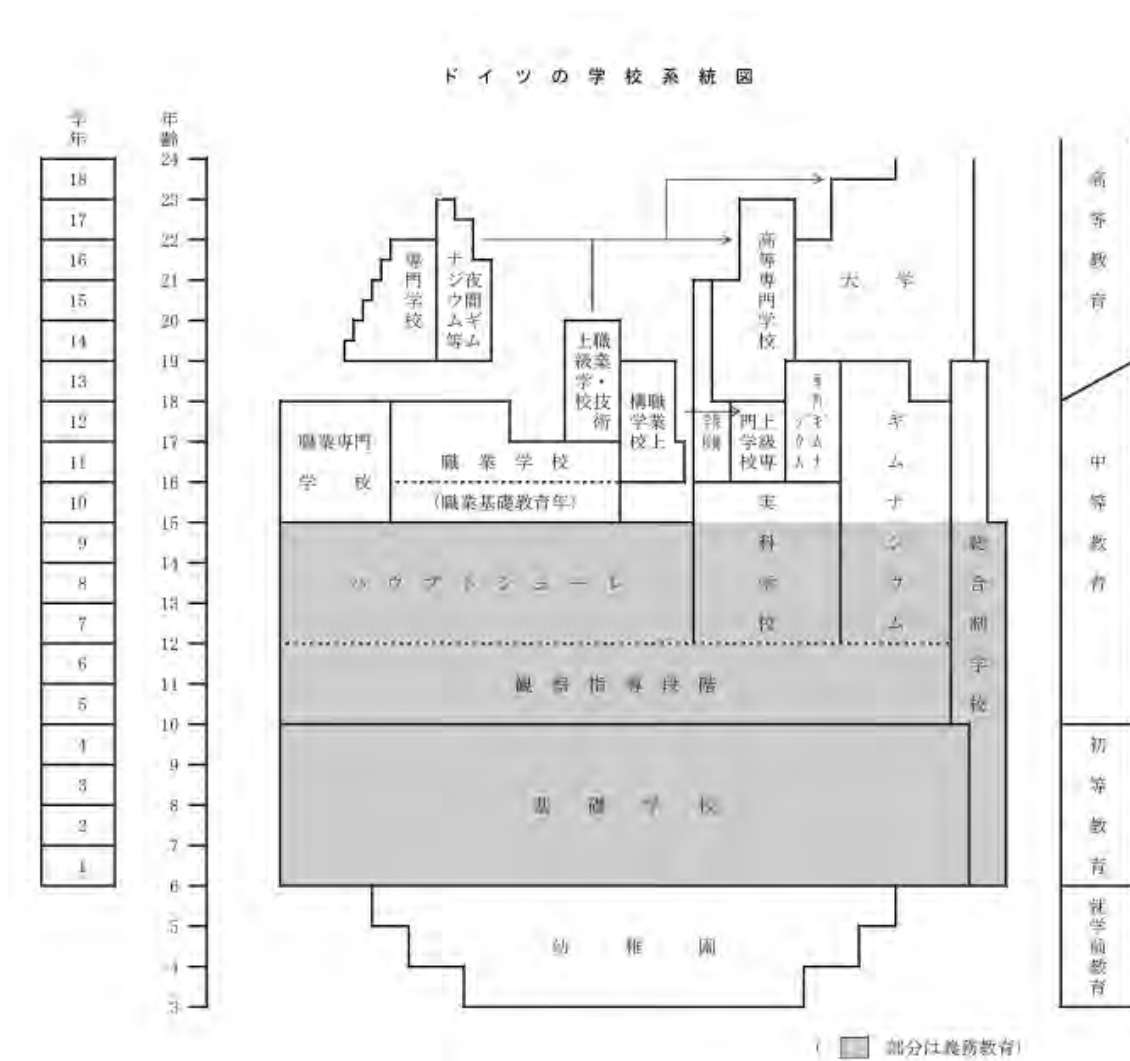 ドイツの学校系統図
学年
年齢
18
17
16
15
14
13
12
11
10
9
8
7
6
5
4
3
2
1
24
23
22
21
20
19
18
17
16
15
14
13
12
11
10
9
8
7
6
5
4
3
専門学校
夜間ギム
ナジウム等
職業・技術
上級学校
職業上
構学校
高等専門学校
大学
上級専
門学校
職業専門
学校
職業学校
(職業基礎教育年)
ハウプトシューレ
実科学校
ギムナジウム
総合制学校
観察指導段階
基礎学校
幼稚園
高等教育
中等教育
初等教育
就学前教育
( 部分は義務教育)